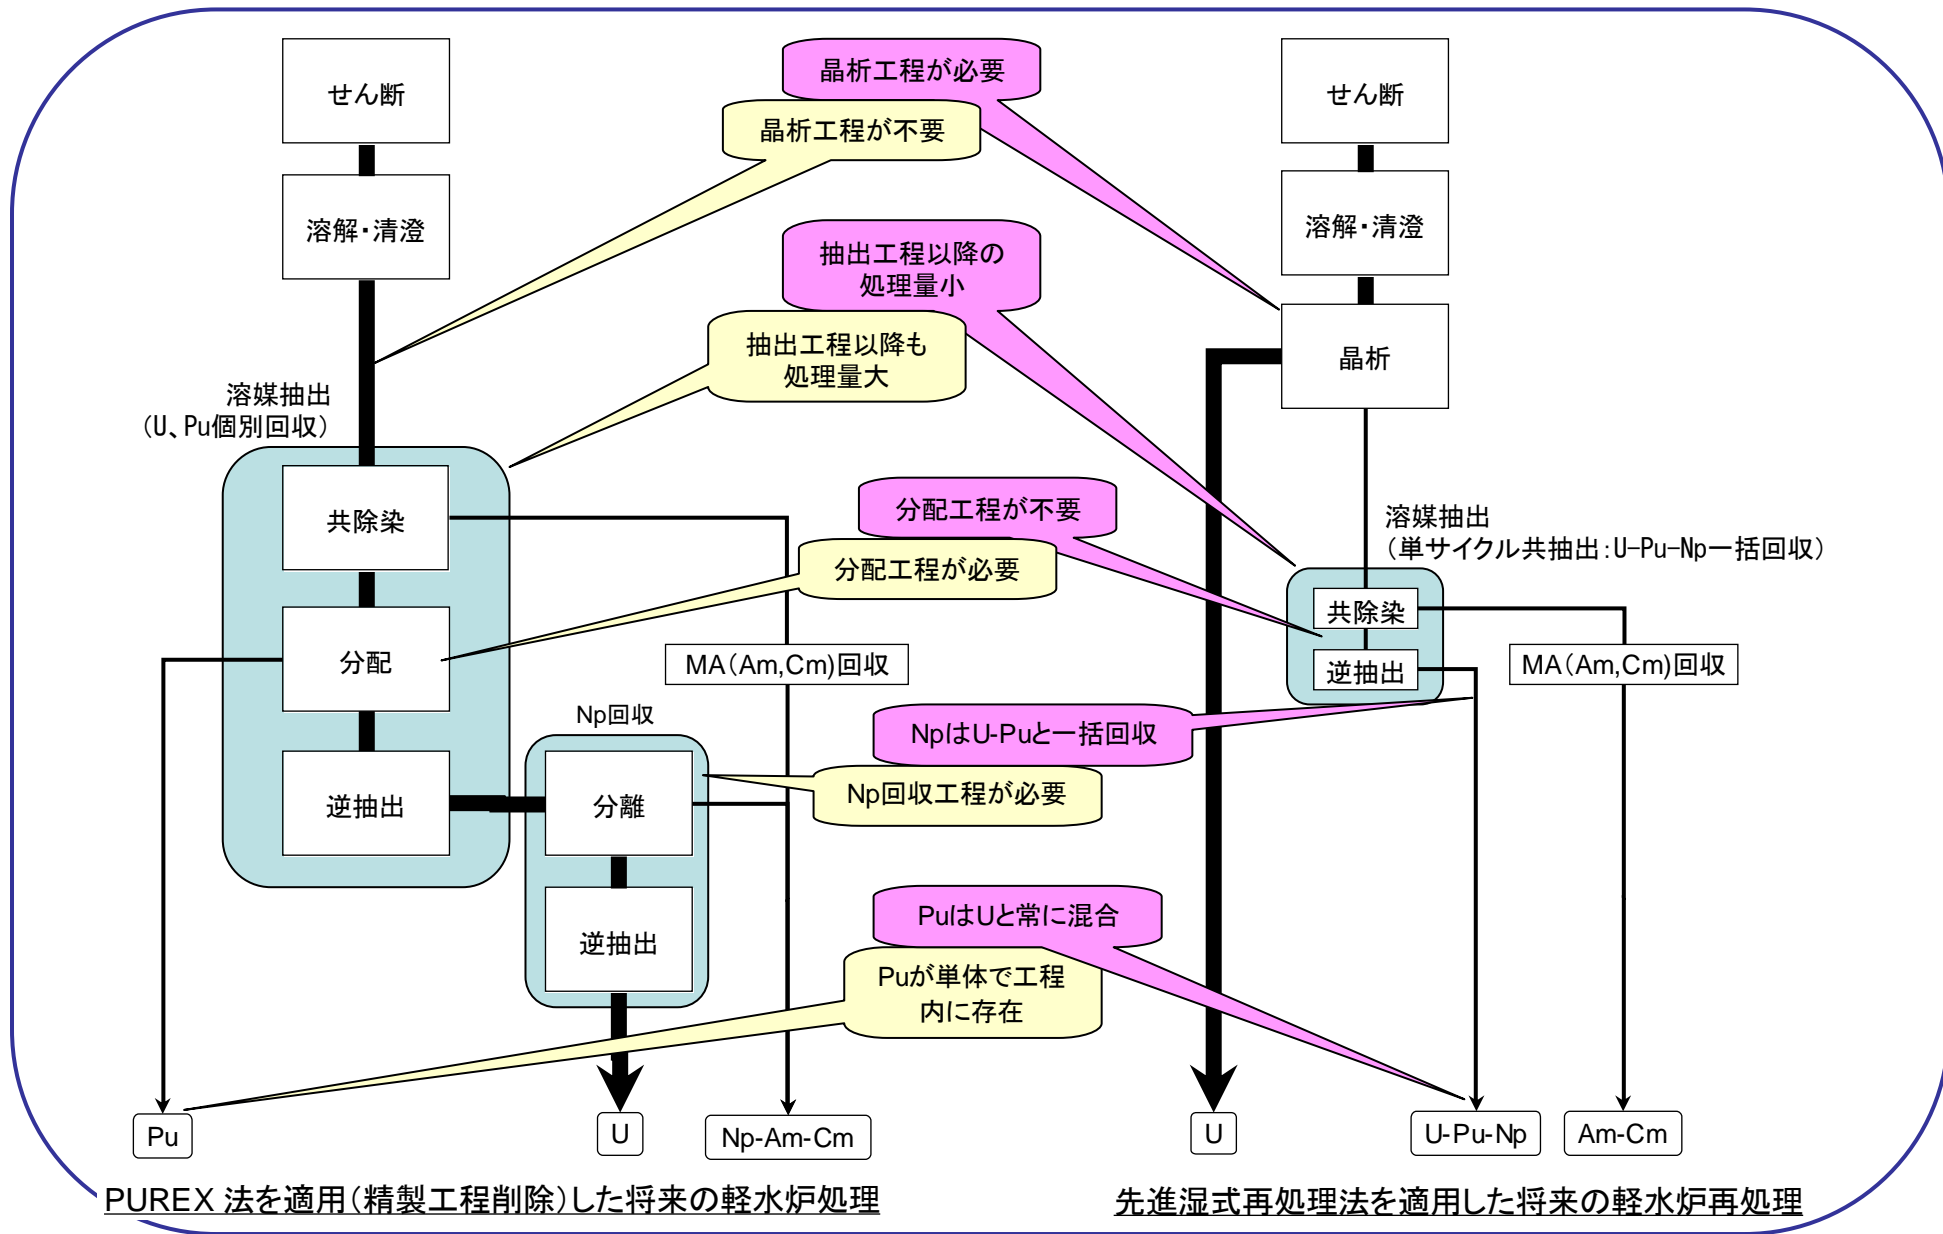 せん断
溶解・清澄
溶媒抽出
（U、Pu個別回収）
共除染
分配
逆抽出
Np回収
分離
逆抽出
MA（Am,Cm)回収
Pu
U
Np-Am-Cm
PUREX 法を適用（精製工程削除）した将来の軽水炉処理
晶析工程が必要
晶析工程が不要
抽出工程以降の
処理量小
抽出工程以降も
処理量大
分配工程が不要
分配工程が必要
NpはU-Puと一括回収
Np回収工程が必要
PuはUと常に混合
Puが単体で工程
内に存在
せん断
溶解・清澄
晶析
溶媒抽出
（単サイクル共抽出：U-Pu-Np一括回収）
共除染
逆抽出
MA（Am,Cm)回収
U
U-Pu-Np
Am-Cm
先進湿式再処理法を適用した将来の軽水炉再処理